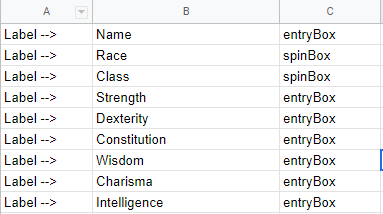 A B C
Label --> Name entryBox
Label --> Race spinBox
Label --> Class spinBox
Label --> Strength entryBox
Label --> Dexterity entryBox
Label --> Constitution entryBox
Label --> Wisdom entryBox
Label --> Charisma entryBox
Label --> Intelligence entryBox